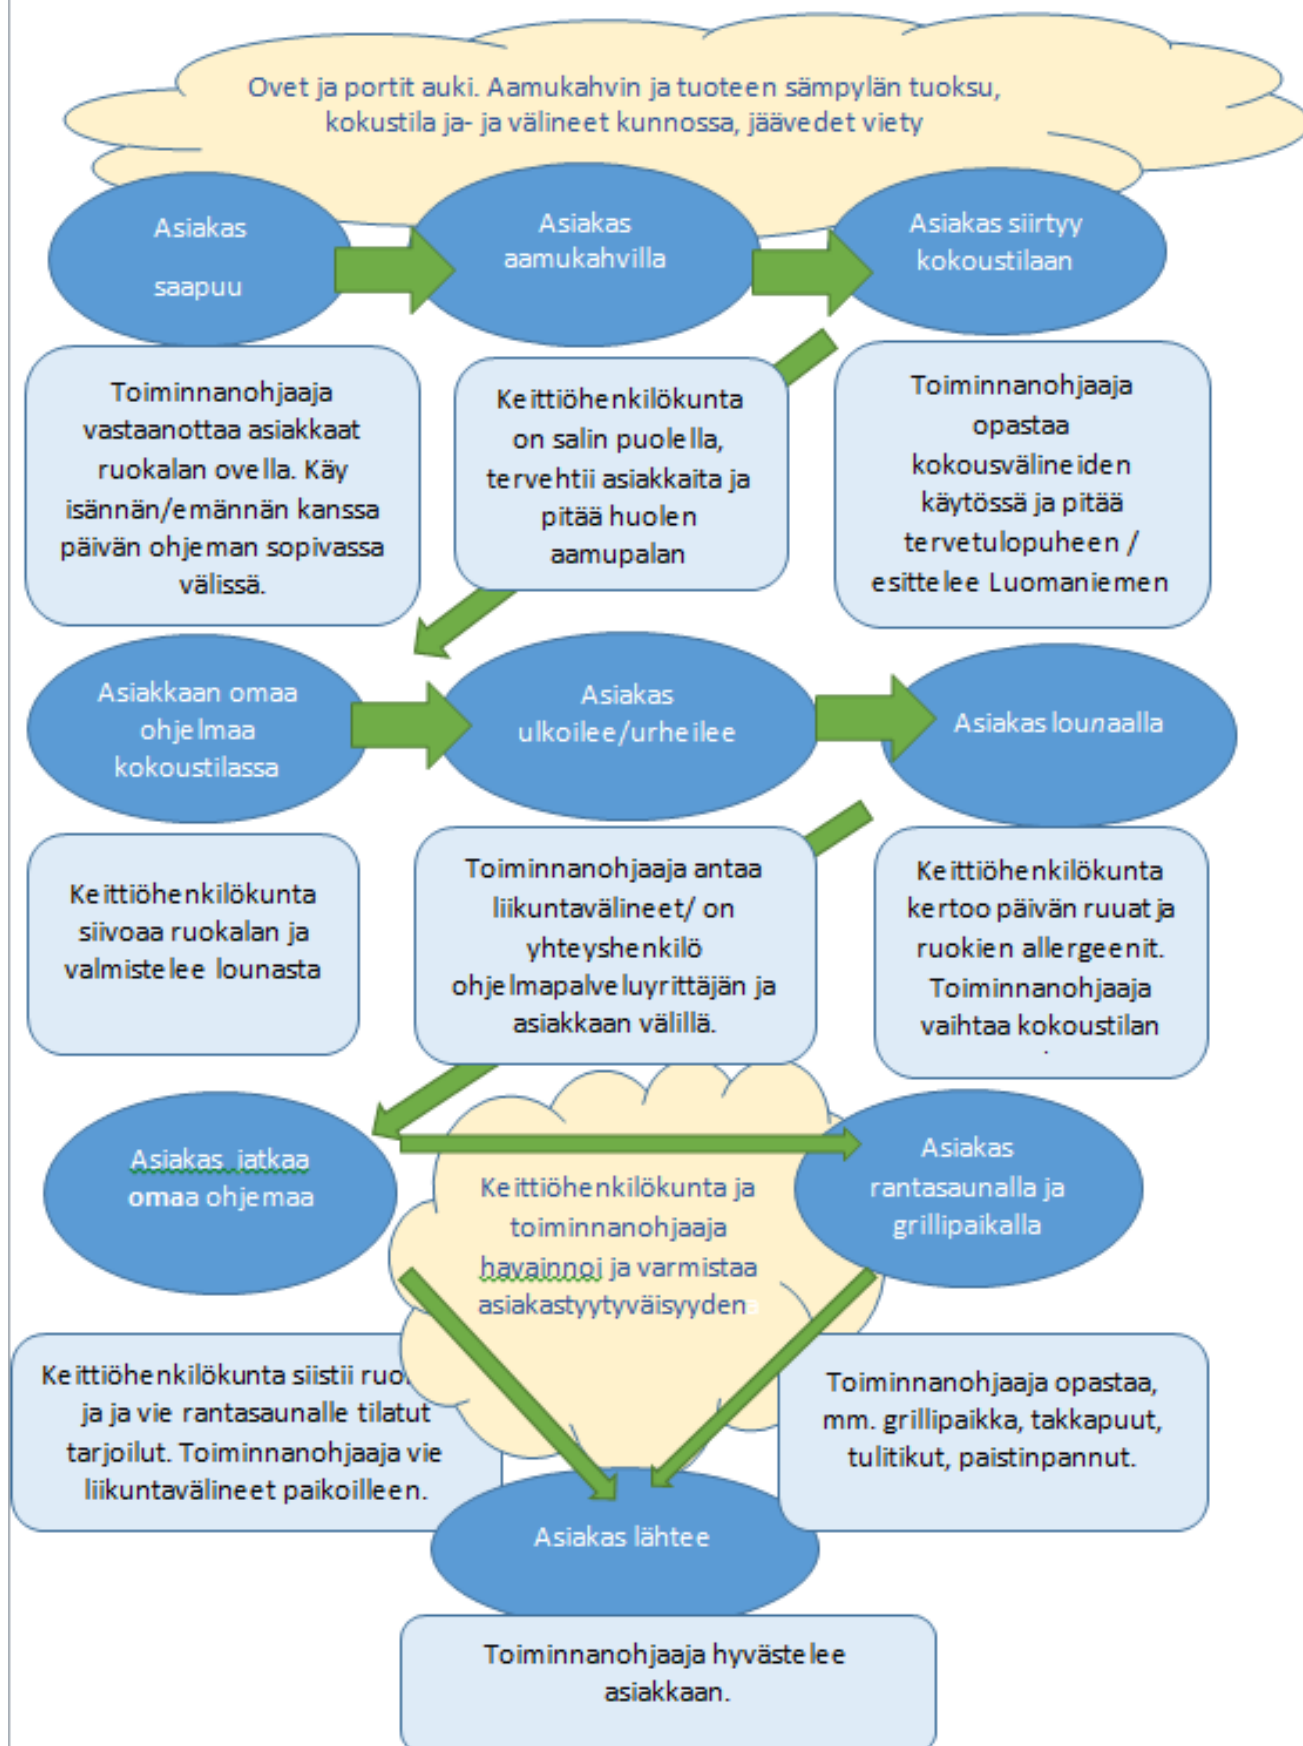 Ovet ja portit auki. Aamukahvin ja tuoteen sämpylän tuoksu,
kokustila ja- ja välineet kunnossa, jäävedet viety
Asiakas
saapuu
Asiakas
aamukahvilla
Asiakas siirtyy
kokoustilaan
Toiminnanohjaaja
vastaanottaa asiakkaat
ruokalan ovella. Käy
isännän/emännän kanssa
päivän ohjeman sopivassa
välissä.
Keittiöhenkilökunta
on salin puolella,
tervehtii asiakkaita ja
pitää huolen
aamupalan
Toiminnanohjaaja
opastaa
kokousvälineiden
käytössä ja pitää
tervetulopuheen /
esittelee Luomaniemen
Asiakkaan omaa
ohjelmaa
kokoustilassa
Asiakas
ulkoilee/urheilee
Asiakas lounaalla
Keittiöhenkilökunta
siivoaa ruokalan ja
valmistelee lounasta
Toiminnanohjaaja antaa
liikuntavälineet/ on
yhteyshenkilö
ohjelmapalveluyrittäjän ja
asiakkaan välillä.
Keittiöhenkilökunta
kertoo päivän ruuat ja
ruokien allergeenit.
Toiminnanohjaaja
vaihtaa kokoustilan
Asiakas jatkaa
omaa ohjemaa
Keittiöhenkilökunta ja
toiminnanohjaaja
havainnoi ja varmistaa
asiakastyytyväisyyden
Asiakas
rantasaunalla ja
grillipaikalla
Keittiöhenkilökunta siistii
ja ja vie rantasaunalle tilatut
tarjoilut. Toiminnanohjaaja vie
liikuntavälineet paikoilleen.
Toiminnanohjaaja opastaa,
mm. grillipaikka, takkapuut,
tulitikut, paistinpannut.
Asiakas lähtee
Toiminnanohjaaja hyvästelee
asiakkaan.